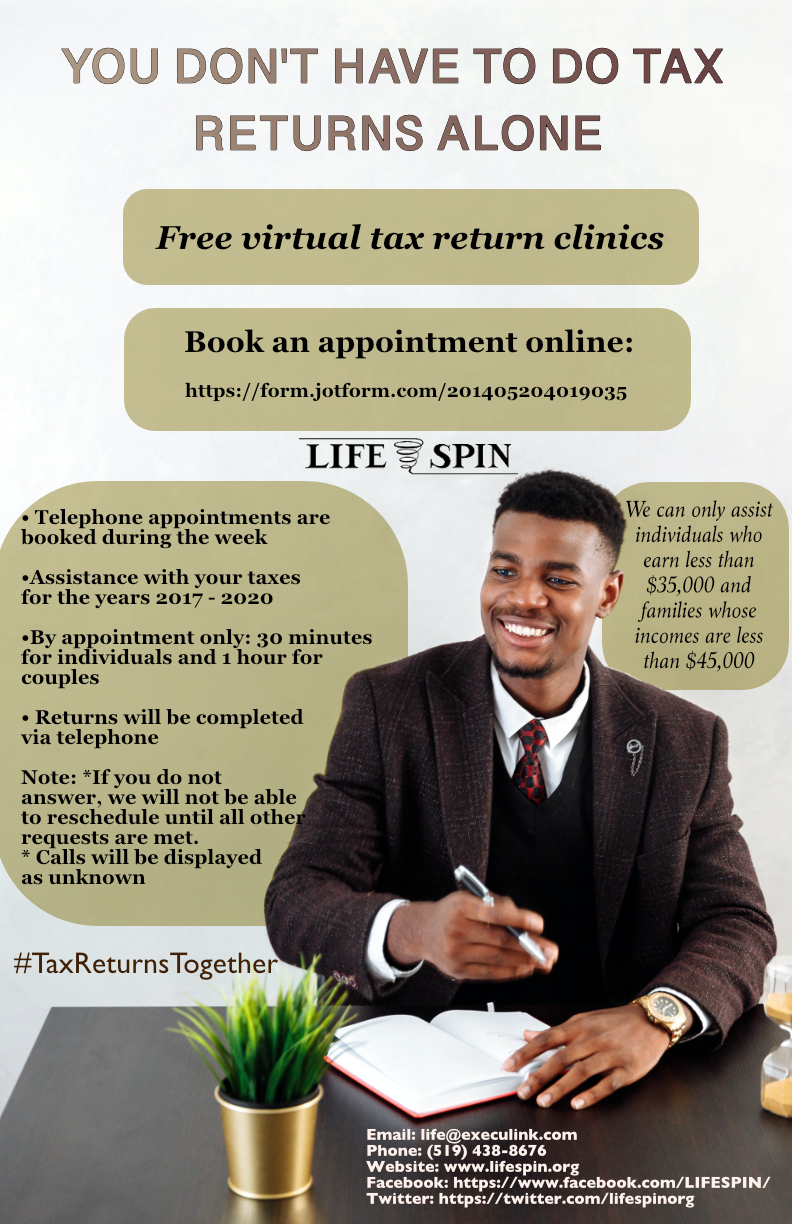 YOU DON'T HAVE TO DO TAX
RETURNS ALONE
Free virtual tax return clinics
Book an appointment online:
https://form.jotform.com/201405204019035
LIFE SPIN
• Telephone appointments are
booked during the week
•Assistance with your taxes
for the years 2017 - 2020
•By appointment only: 30 minutes
for individuals and 1 hour for
couples
• Returns will be completed
via telephone
Note: *If you do not
answer, we will not be able
to reschedule until all other
requests are met.
* Calls will be displayed
as unknown
We can only assist
individuals who
earn less than
$35,000 and
families whose
incomes are less
than $45,000
#TaxReturnsTogether
Email: life@execulink.com
Phone: (519) 438-8676
Website: www.lifespin.org
Facebook: https://www.facebook.com/LIFESPIN/
Twitter: https://twitter.com/lifespinorg